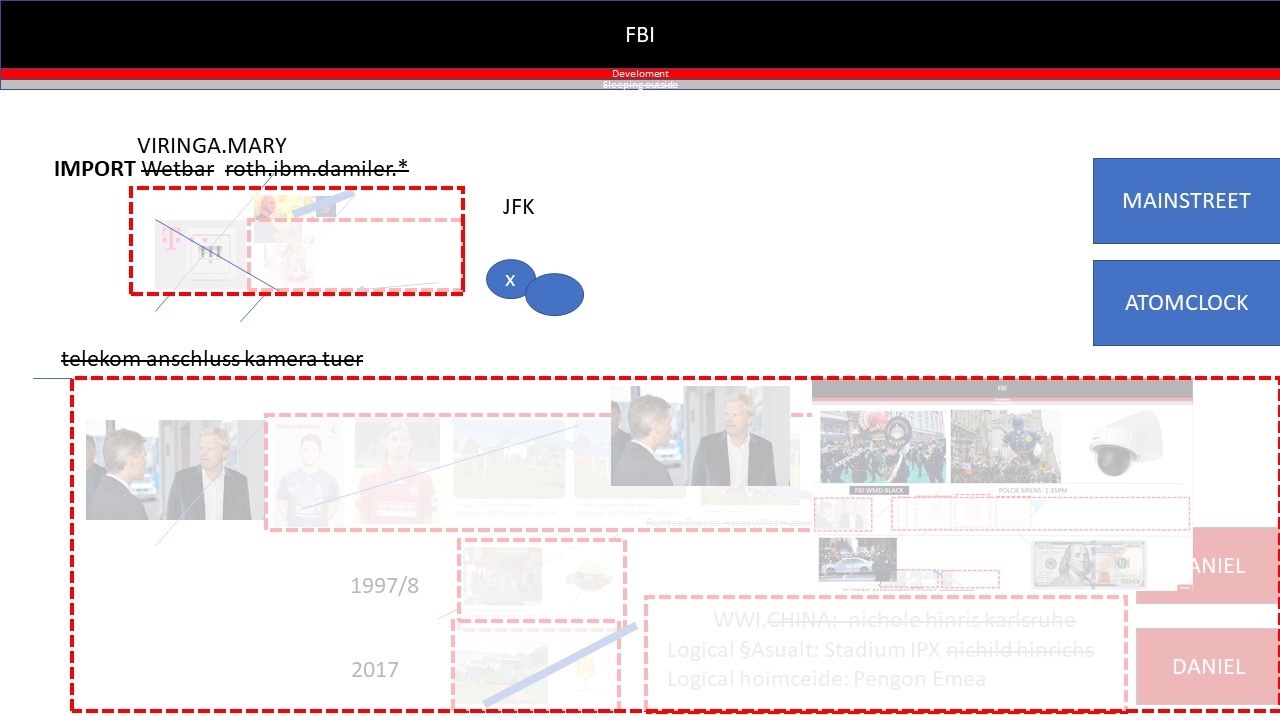 FBI
Develoment
Sleeping outside
VIRINGA.MARY
IMPORT Wetbar roth.ibm.damiler.*
JFK
MAINSTREET
x
ATOMCLOCK
telekom anschluss kamera tuer
FBI
FBI:WMD BLACK
POLCIE SIRENS: 1.35PM
1997/8
ANIEL
WWI.CHINA: nichole hinris karlsruhe
Logical §Asualt: Stadium IPX nichild hinrichs
2017
DANIEL
Logical hoimceide: Pengon Emea